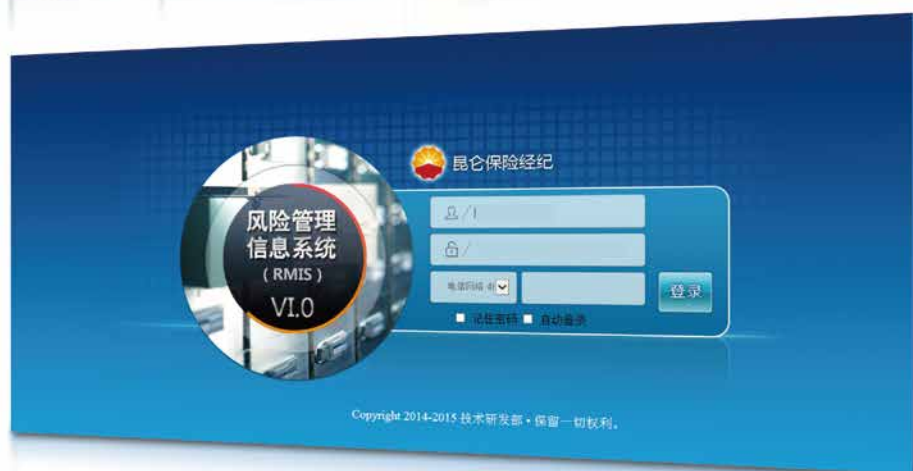 昆仑保险经纪
风险管理
信息系统
(RMIS)
VI.0
登录
记住密码 自动登录
Copyright 2014-2015 技术研发部·保留一切权利。